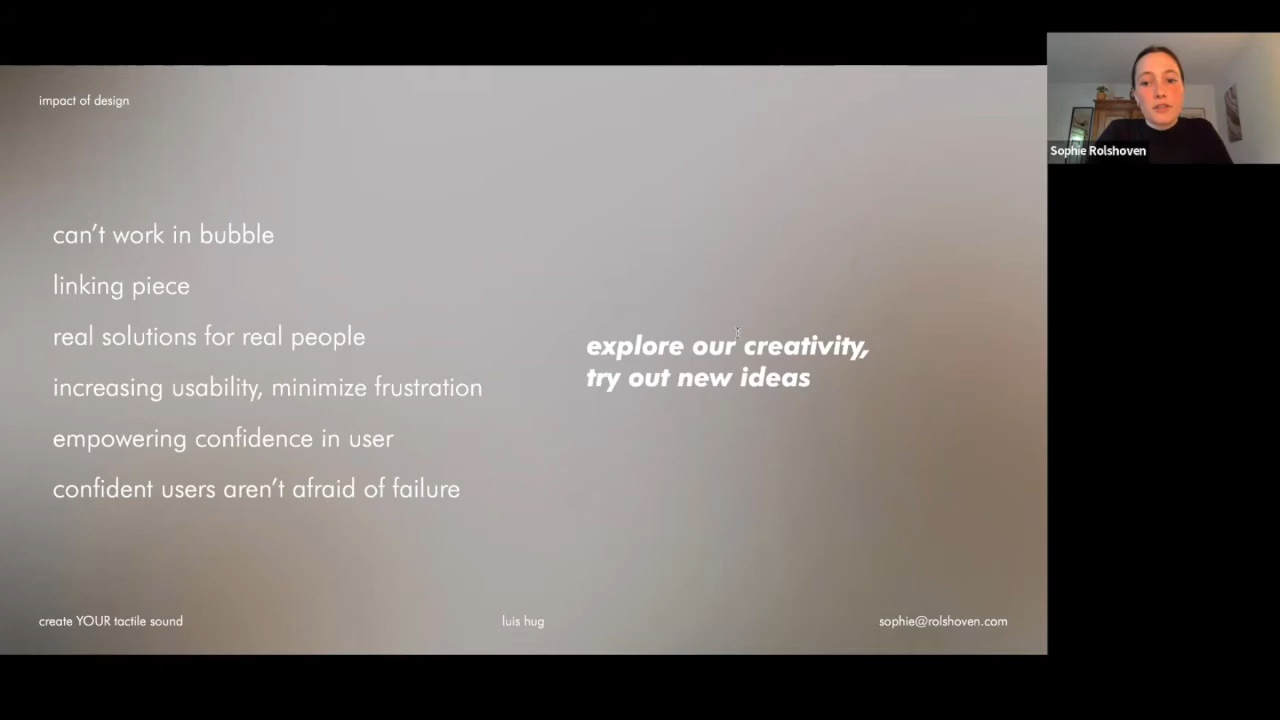 impact of design
Sophie Rolshoven
can’t work in bubble
linking piece
real solutions for real people
increasing usability, minimize frustration
empowering confidence in user
confident users aren’t afraid of failure
explore our creativity,
try out new ideas
create YOUR tactile sound
luis hug
sophie@rolshoven.com